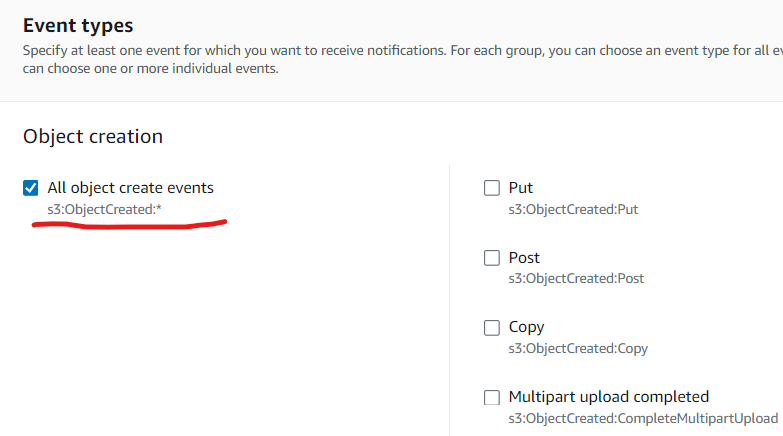 Event types
Specify at least one event for which you want to receive notifications. For each group, you can choose an event type for all
can choose one or more individual events.
Object creation
All object create events
s3:ObjectCreated:*
Put
s3:ObjectCreated:Put
Post
s3:ObjectCreated:Post
Copy
s3:ObjectCreated:Copy
Multipart upload completed
s3:ObjectCreated:CompleteMultipartUpload